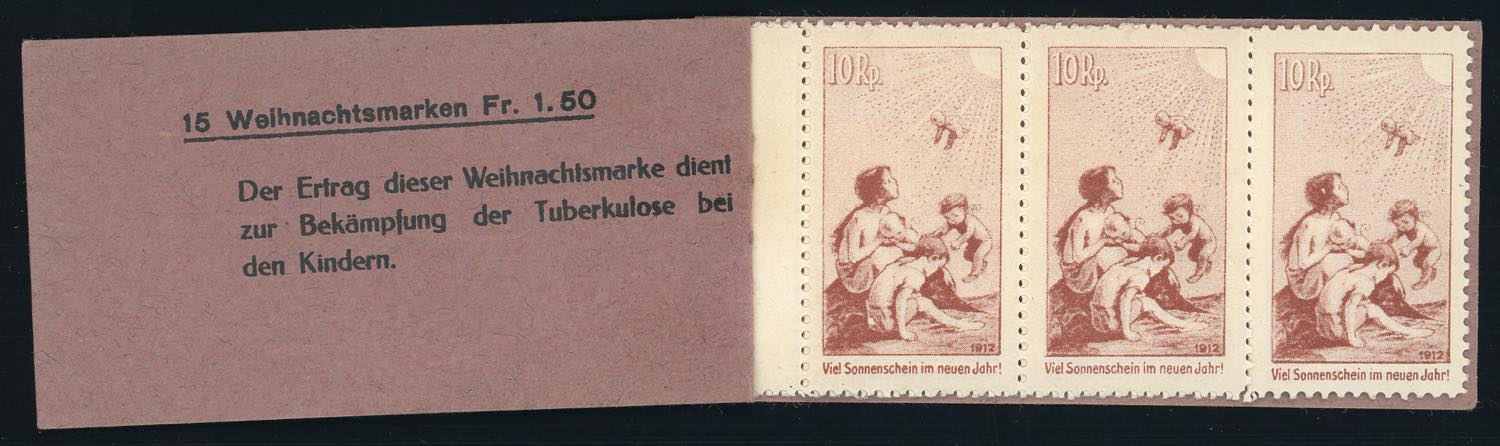 15 Weihnachtsmarken Fr. 1.50
Der Ertrag dieser Weihnachtsmarke dient
zur Bekämpfung der Tuberkulose bei
den Kindern.
10 Rp.
1912
Viel Sonnenschein im neuen Jahr!
10 Rp.
1912
Viel Sonnenschein im neuen Jahr!
10 Rp.
1912
Viel Sonnenschein im neuen Jahr!